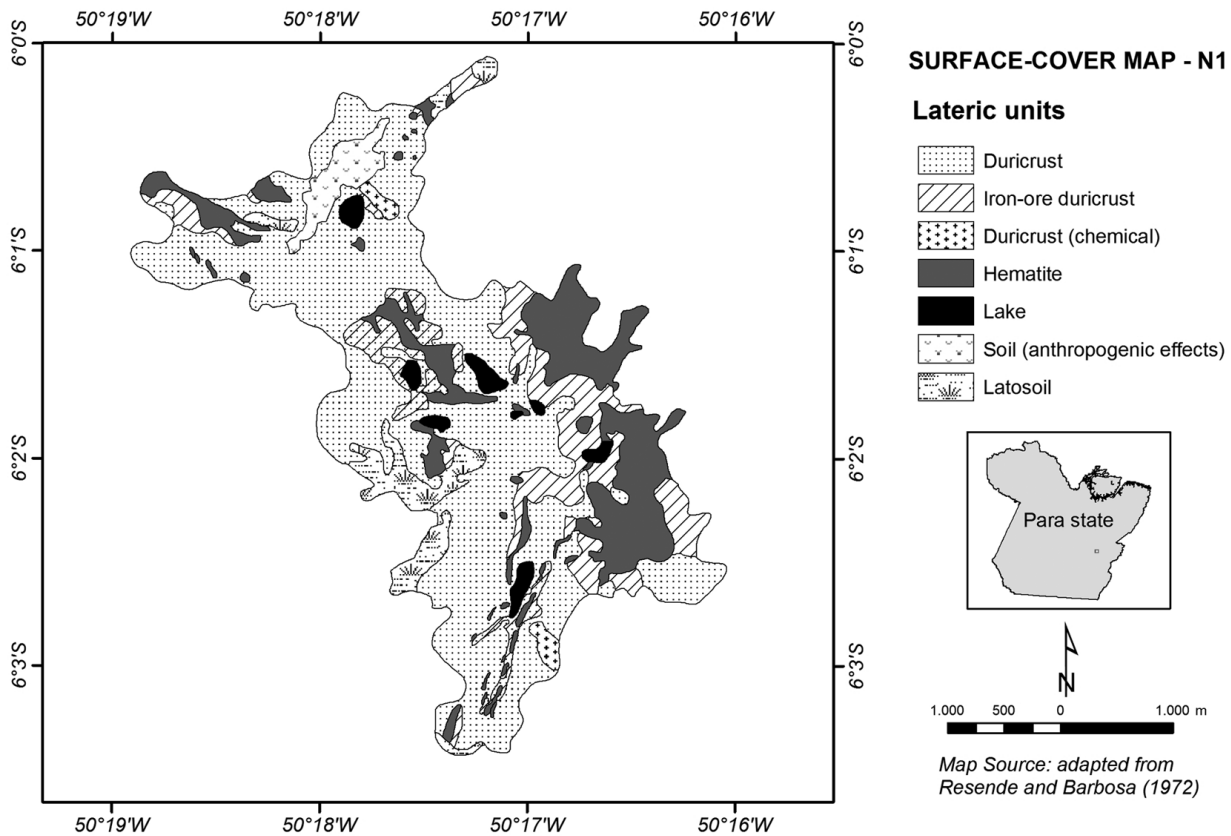 50°19'W 50°18'W 50°17'W 50°16'W
6°0'S 6°0'S
6°1'S 6°1'S
6°2'S 6°2'S
6°3'S 6°3'S
50°19'W 50°18'W 50°17'W 50°16'W
SURFACE-COVER MAP - N1
Lateric units
Duricrust
Iron-ore duricrust
Duricrust (chemical)
Hematite
Lake
Soil (anthropogenic effects)
Latosoil
Para state
N
1.000 500 0 1.000 m
Map Source: adapted from
Resende and Barbosa (1972)